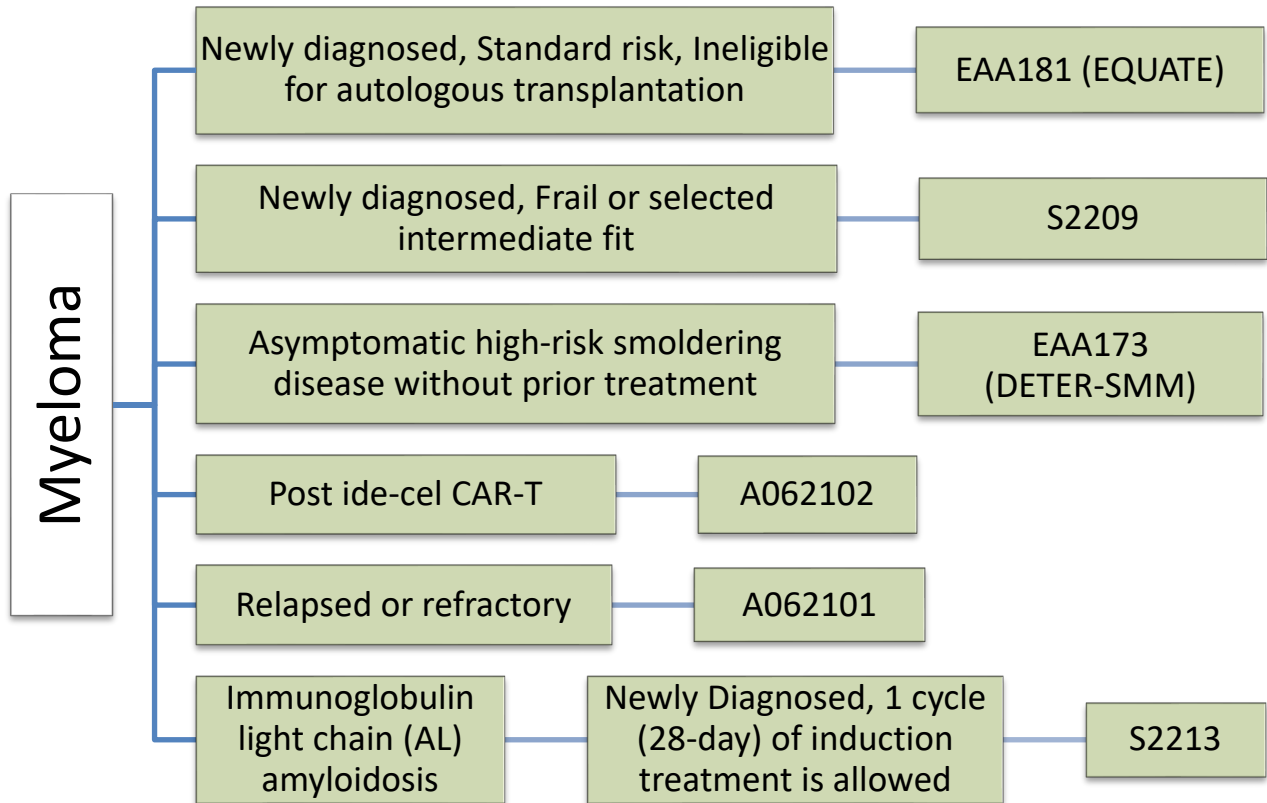 Myeloma
Newly diagnosed, Standard risk, Ineligible
for autologous transplantation
EAA181 (EQUATE)
Newly diagnosed, Frail or selected
intermediate fit
S2209
Asymptomatic high-risk smoldering
disease without prior treatment
EAA173
(DETER-SMM)
Post ide-cel CAR-T
A062102
Relapsed or refractory
A062101
Immunoglobulin
light chain (AL)
amyloidosis
Newly Diagnosed, 1 cycle
(28-day) of induction
treatment is allowed
S2213